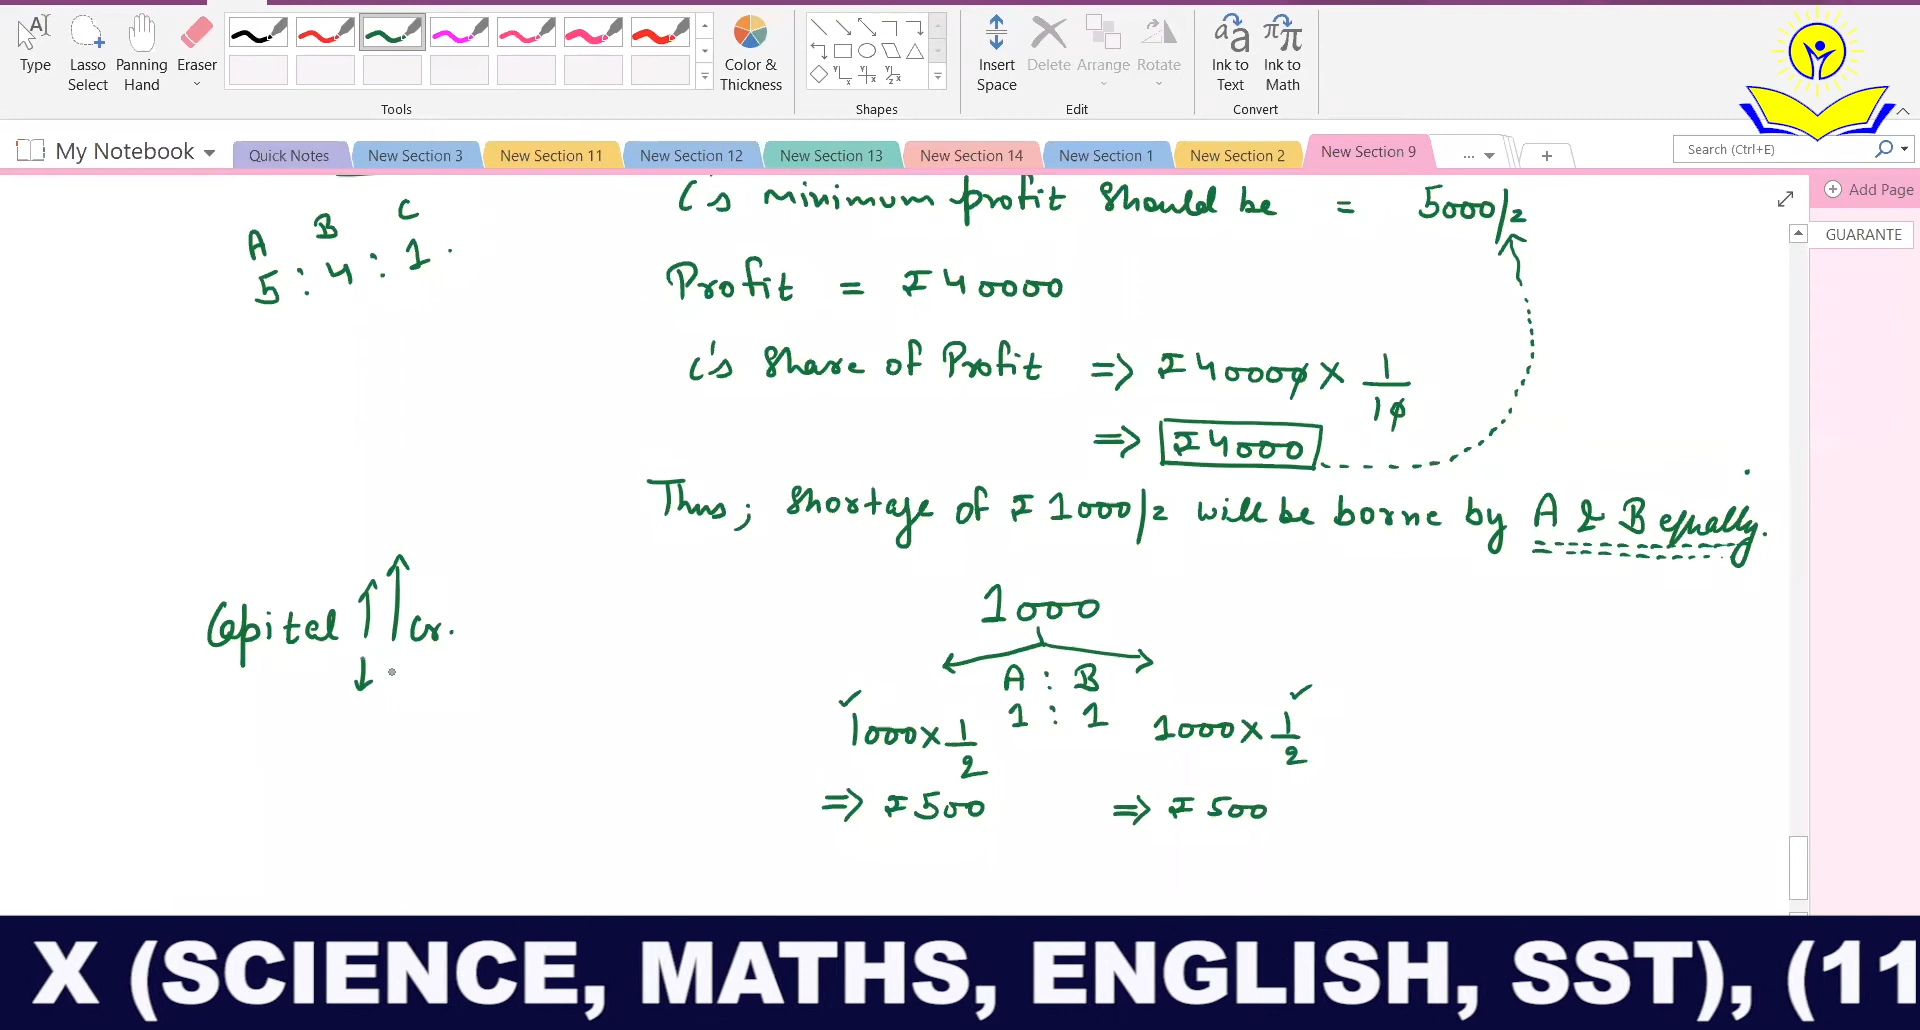 Type
Lasso Select
Panning Hand
Eraser
Tools
Color & Thickness
Shapes
Insert Space
Delete
Arrange
Rotate
Edit
Ink to Text
Ink to Math
Convert
My Notebook
Quick Notes
New Section 3
New Section 11
New Section 12
New Section 13
New Section 14
New Section 1
New Section 2
New Section 9
...
Search (Ctrl+E)
Add Page
GUARANTE
C's minimum profit should be = 5000/2
A B C
5 : 4 : 1 .
Profit = ₹40000
C's Share of Profit => ₹40000 x 1/10
=> ₹4000
Thus; Shortage of ₹1000/2 will be borne by A & B equally.
Capital ↑↑ Cr.
↓
1000
A : B
1 : 1
1000 x 1/2 1000 x 1/2
=> ₹500 => ₹500
X (SCIENCE, MATHS, ENGLISH, SST), (11